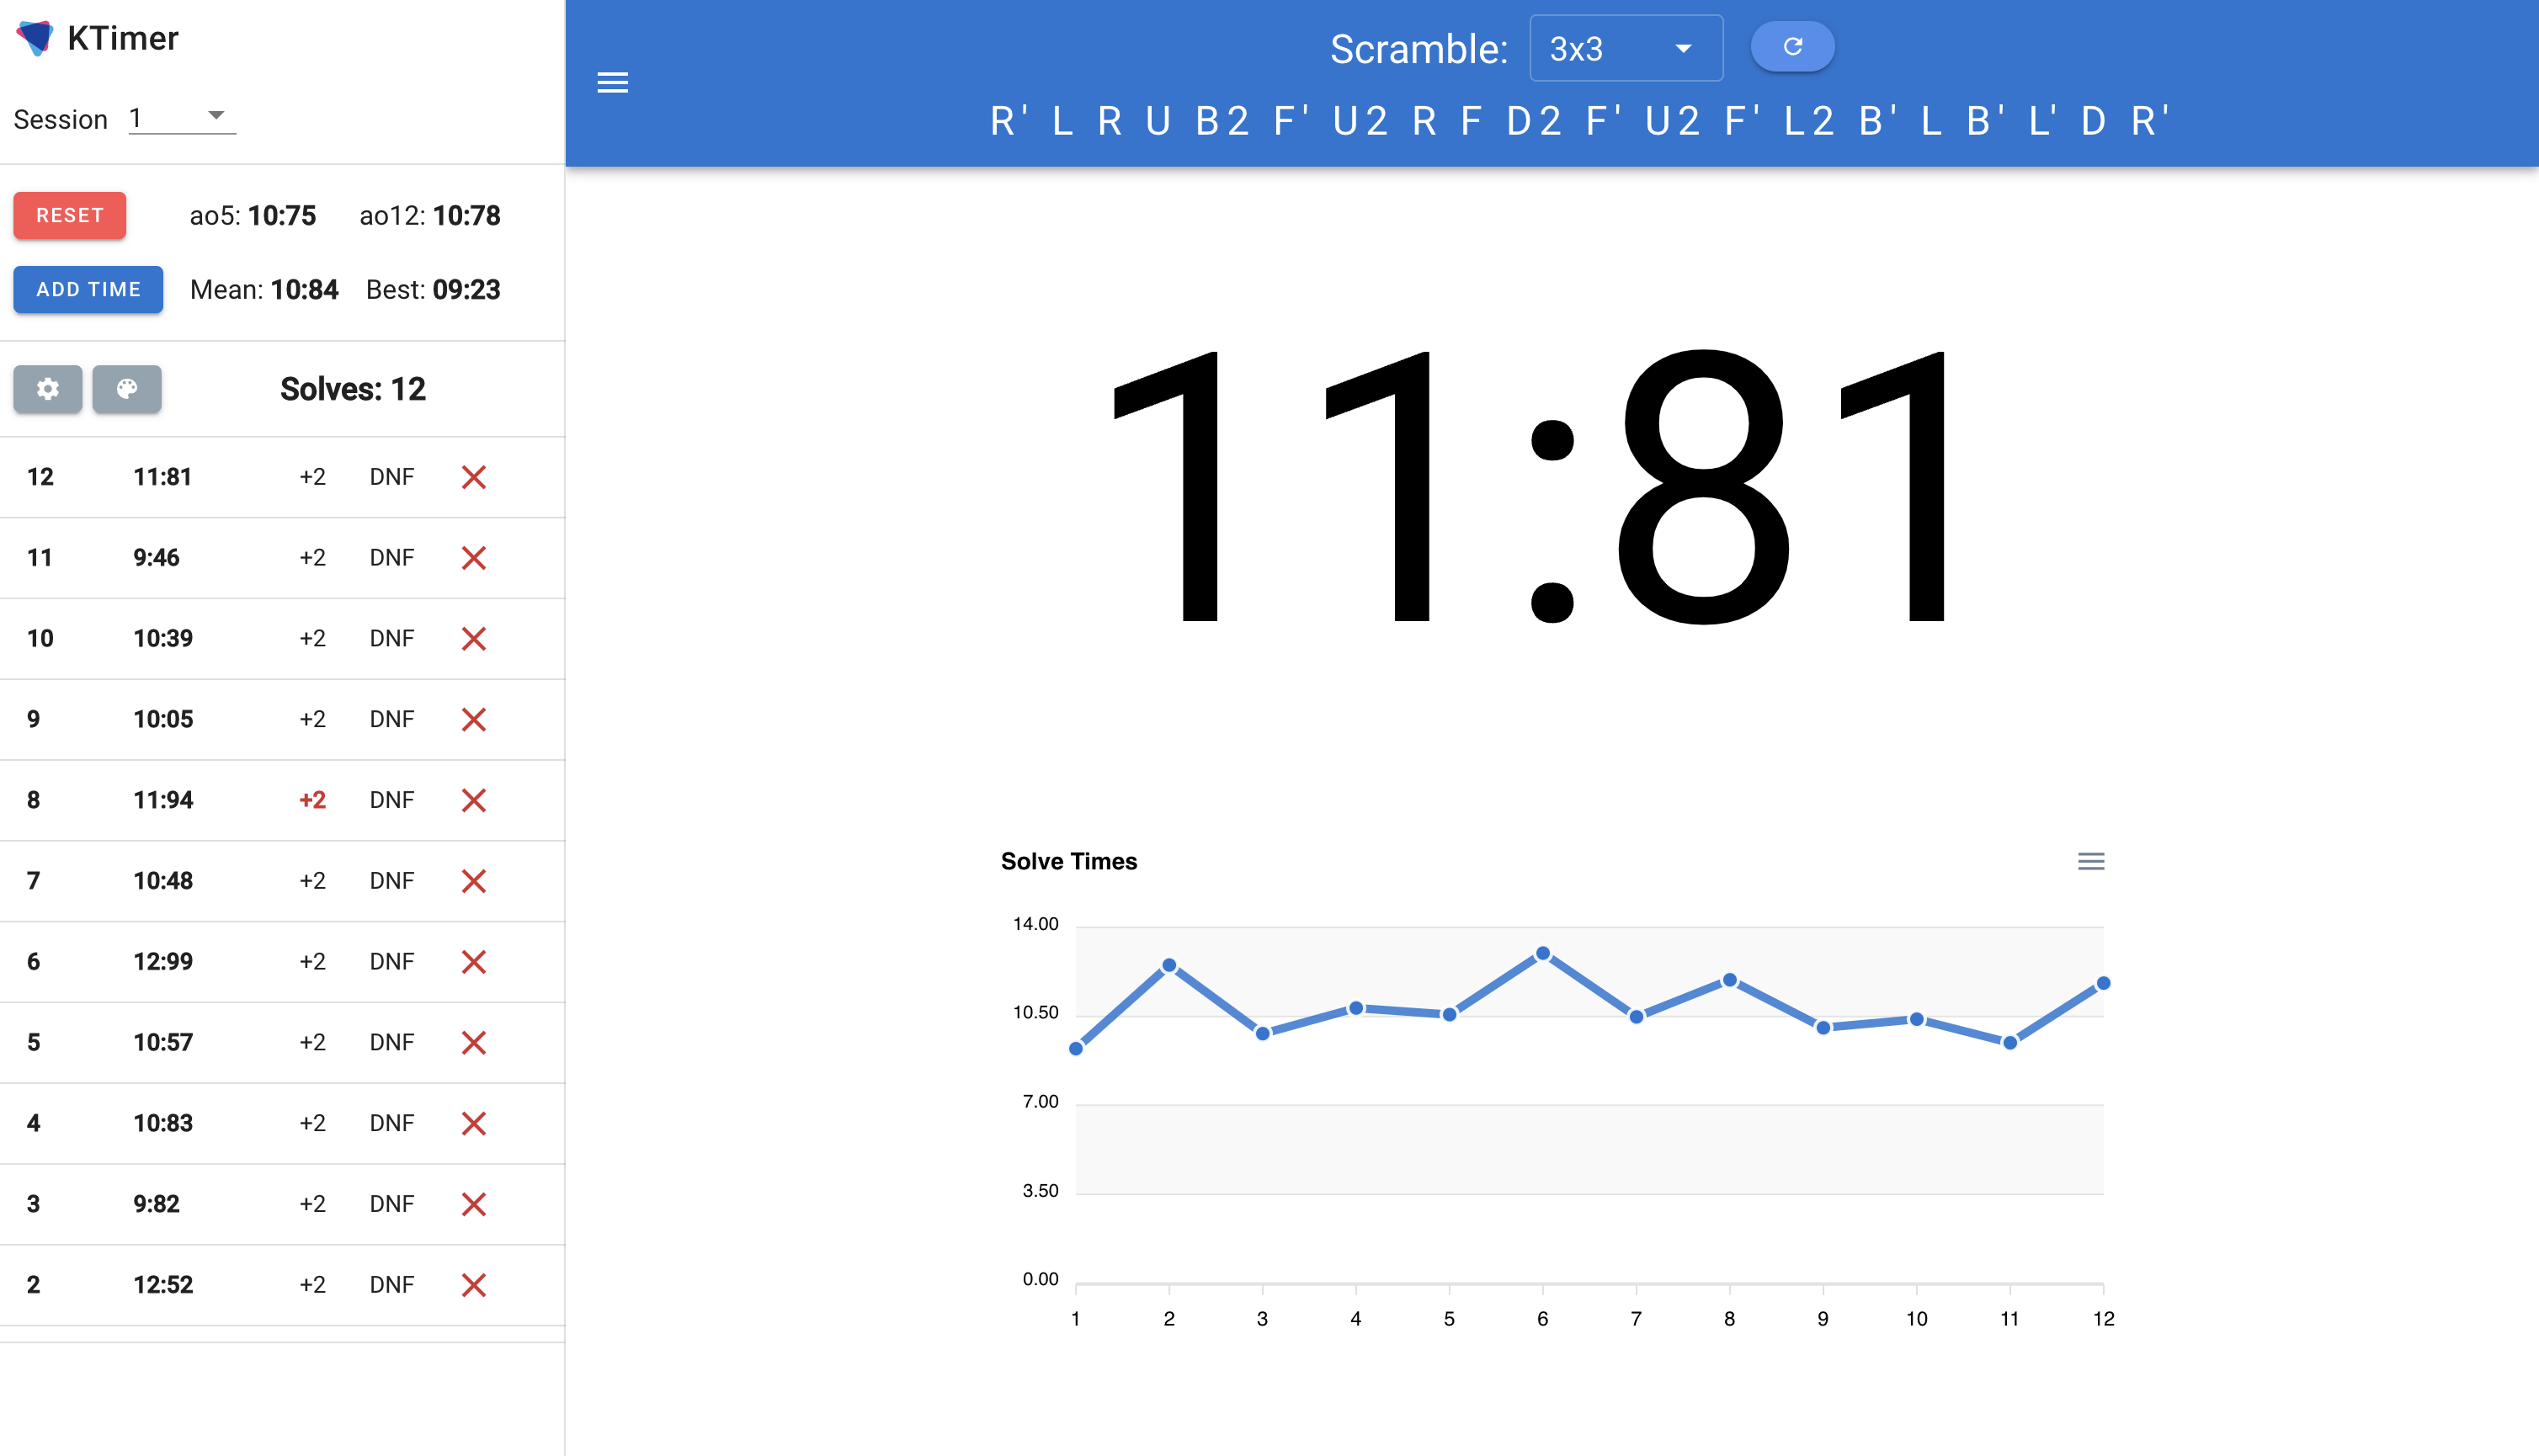 KTimer
Session 1
RESET ao5: 10:75 ao12: 10:78
ADD TIME Mean: 10:84 Best: 09:23
Solves: 12
12 11:81 +2 DNF
11 9:46 +2 DNF
10 10:39 +2 DNF
9 10:05 +2 DNF
8 11:94 +2 DNF
7 10:48 +2 DNF
6 12:99 +2 DNF
5 10:57 +2 DNF
4 10:83 +2 DNF
3 9:82 +2 DNF
2 12:52 +2 DNF
Scramble: 3x3
R' L R U B2 F' U2 R F D2 F' U2 F' L2 B' L B' L' D R'
11:81
Solve Times
14.00
10.50
7.00
3.50
0.00
1 2 3 4 5 6 7 8 9 10 11 12